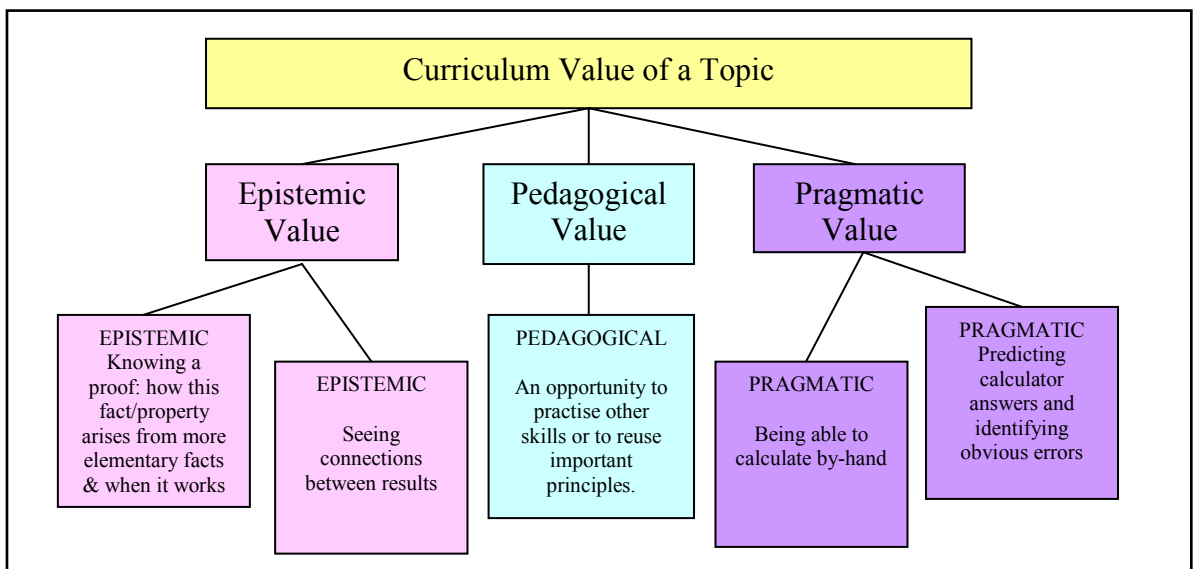 Curriculum Value of a Topic
Epistemic
Value
Pedagogical
Value
Pragmatic
Value
EPISTEMIC
Knowing a
proof: how this
fact/property
arises from more
elementary facts
& when it works
EPISTEMIC
Seeing
connections
between results
PEDAGOGICAL
An opportunity to
practise other
skills or to reuse
important
principles.
PRAGMATIC
Being able to
calculate by-hand
PRAGMATIC
Predicting
calculator
answers and
identifying
obvious errors